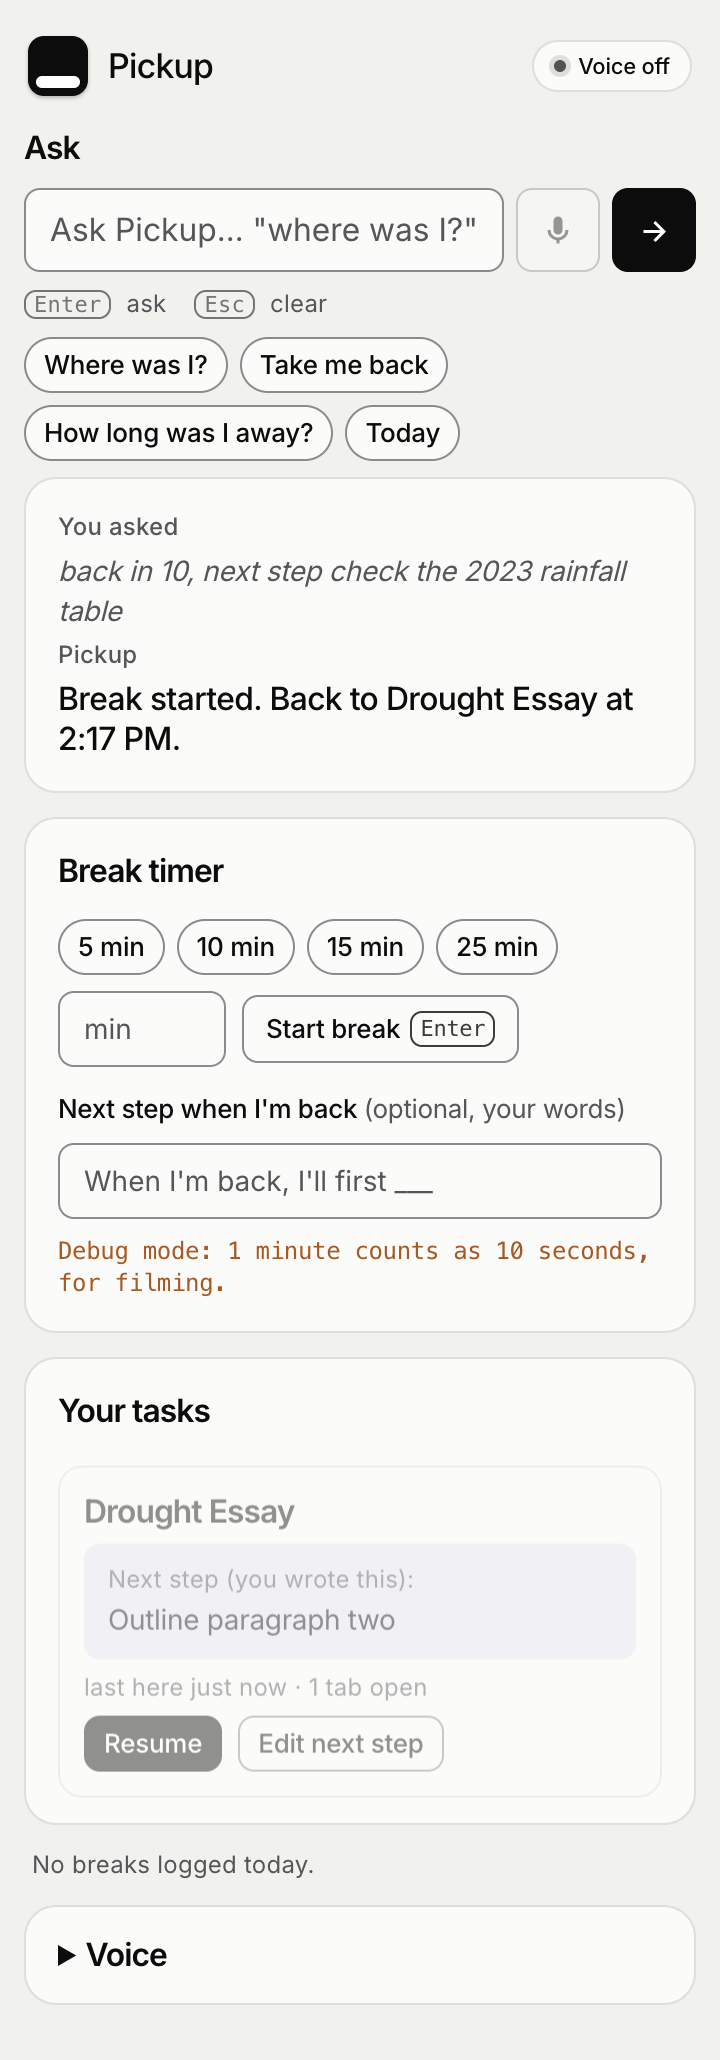 Pickup
Voice off
Ask
Ask Pickup... "where was I?"
Enter ask Esc clear
Where was I? Take me back
How long was I away? Today
You asked
back in 10, next step check the 2023 rainfall
table
Pickup
Break started. Back to Drought Essay at
2:17 PM.
Break timer
5 min 10 min 15 min 25 min
min Start break Enter
Next step when I'm back (optional, your words)
When I'm back, I'll first ___
Debug mode: 1 minute counts as 10 seconds,
for filming.
Your tasks
Drought Essay
Next step (you wrote this):
Outline paragraph two
last here just now · 1 tab open
Resume Edit next step
No breaks logged today.
Voice